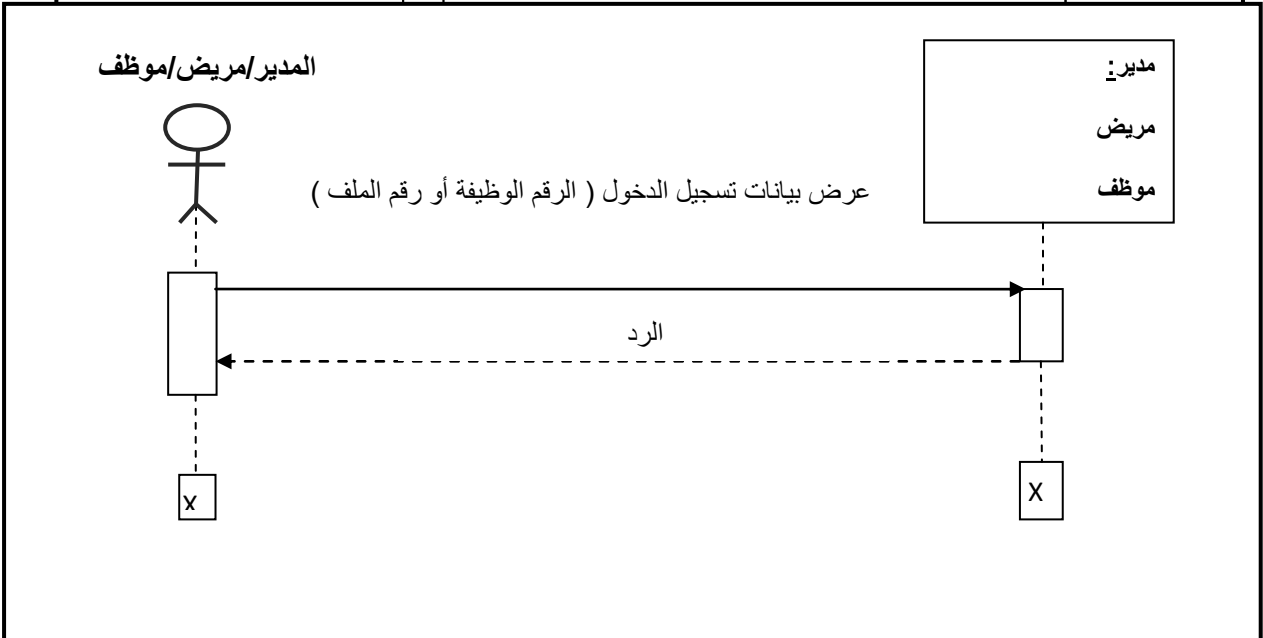 المدير/مريض/موظف
مدير:
مريض
موظف
عرض بيانات تسجيل الدخول ( الرقم الوظيفة أو رقم الملف )
الرد
x
X